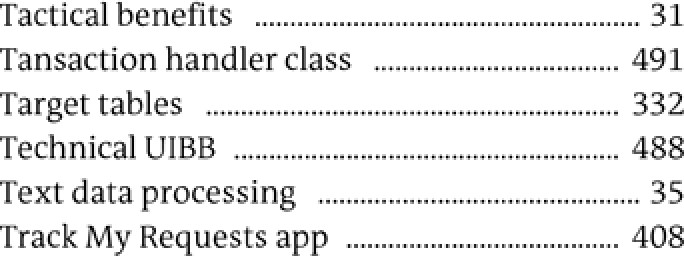 Tactical benefits ........................................................... 31
Tansaction handler class ..................................... 491
Target tables ............................................................... 332
Technical UIBB ........................................................... 488
Text data processing ................................................. 35
Track My Requests app .......................................... 408